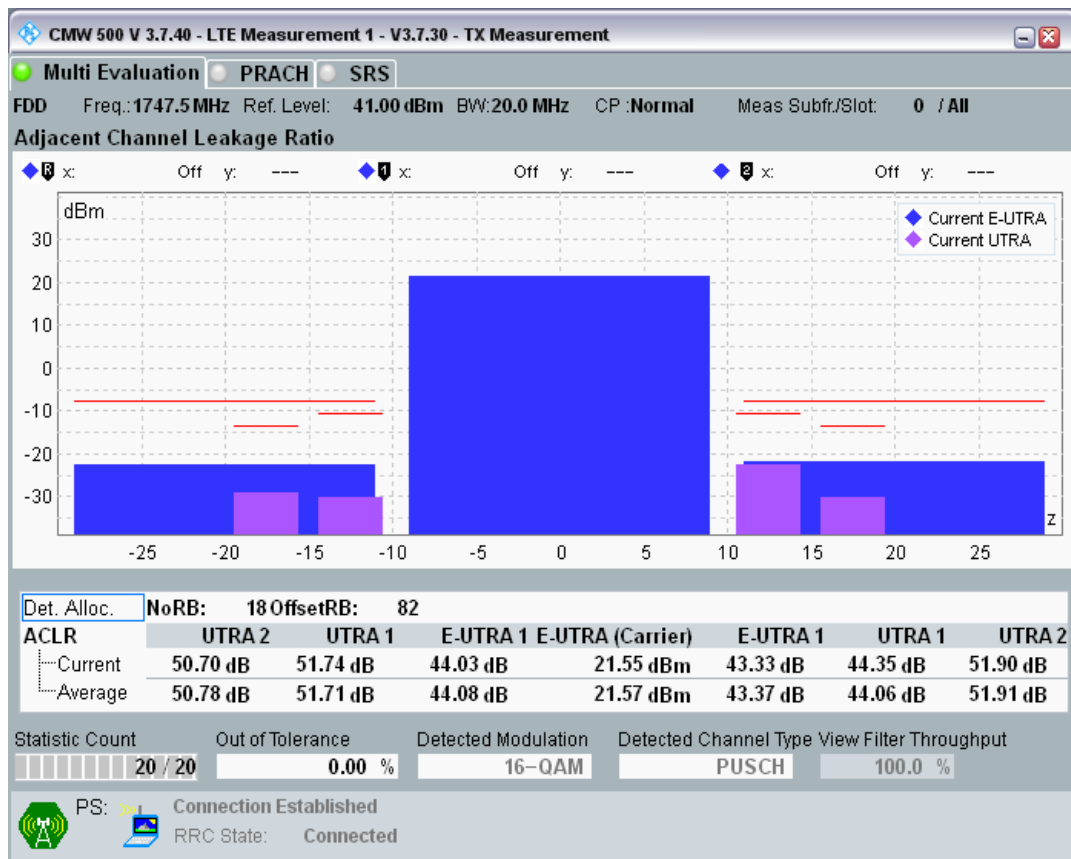 CMW 500 V 3.7.40 - LTE Measurement 1 - V3.7.30 - TX Measurement
Multi Evaluation PRACH SRS
FDD Freq.:1747.5 MHz Ref. Level: 41.00 dBm BW:20.0 MHz CP :Normal Meas Subfr./Slot: 0 / All
Adjacent Channel Leakage Ratio
R x: Off y: --- 1 x: Off y: --- 2 x: Off y: ---
dBm
Current E-UTRA
Current UTRA
30
20
10
0
-10
-20
-30
z
-25 -20 -15 -10 -5 0 5 10 15 20 25
Det. Alloc. NoRB: 18 OffsetRB: 82
ACLR UTRA 2 UTRA 1 E-UTRA 1 E-UTRA (Carrier) E-UTRA 1 UTRA 1 UTRA 2
Current 50.70 dB 51.74 dB 44.03 dB 21.55 dBm 43.33 dB 44.35 dB 51.90 dB
Average 50.78 dB 51.71 dB 44.08 dB 21.57 dBm 43.37 dB 44.06 dB 51.91 dB
Statistic Count Out of Tolerance Detected Modulation Detected Channel Type View Filter Throughput
20 / 20 0.00 % 16-QAM PUSCH 100.0 %
PS: Connection Established
RRC State: Connected